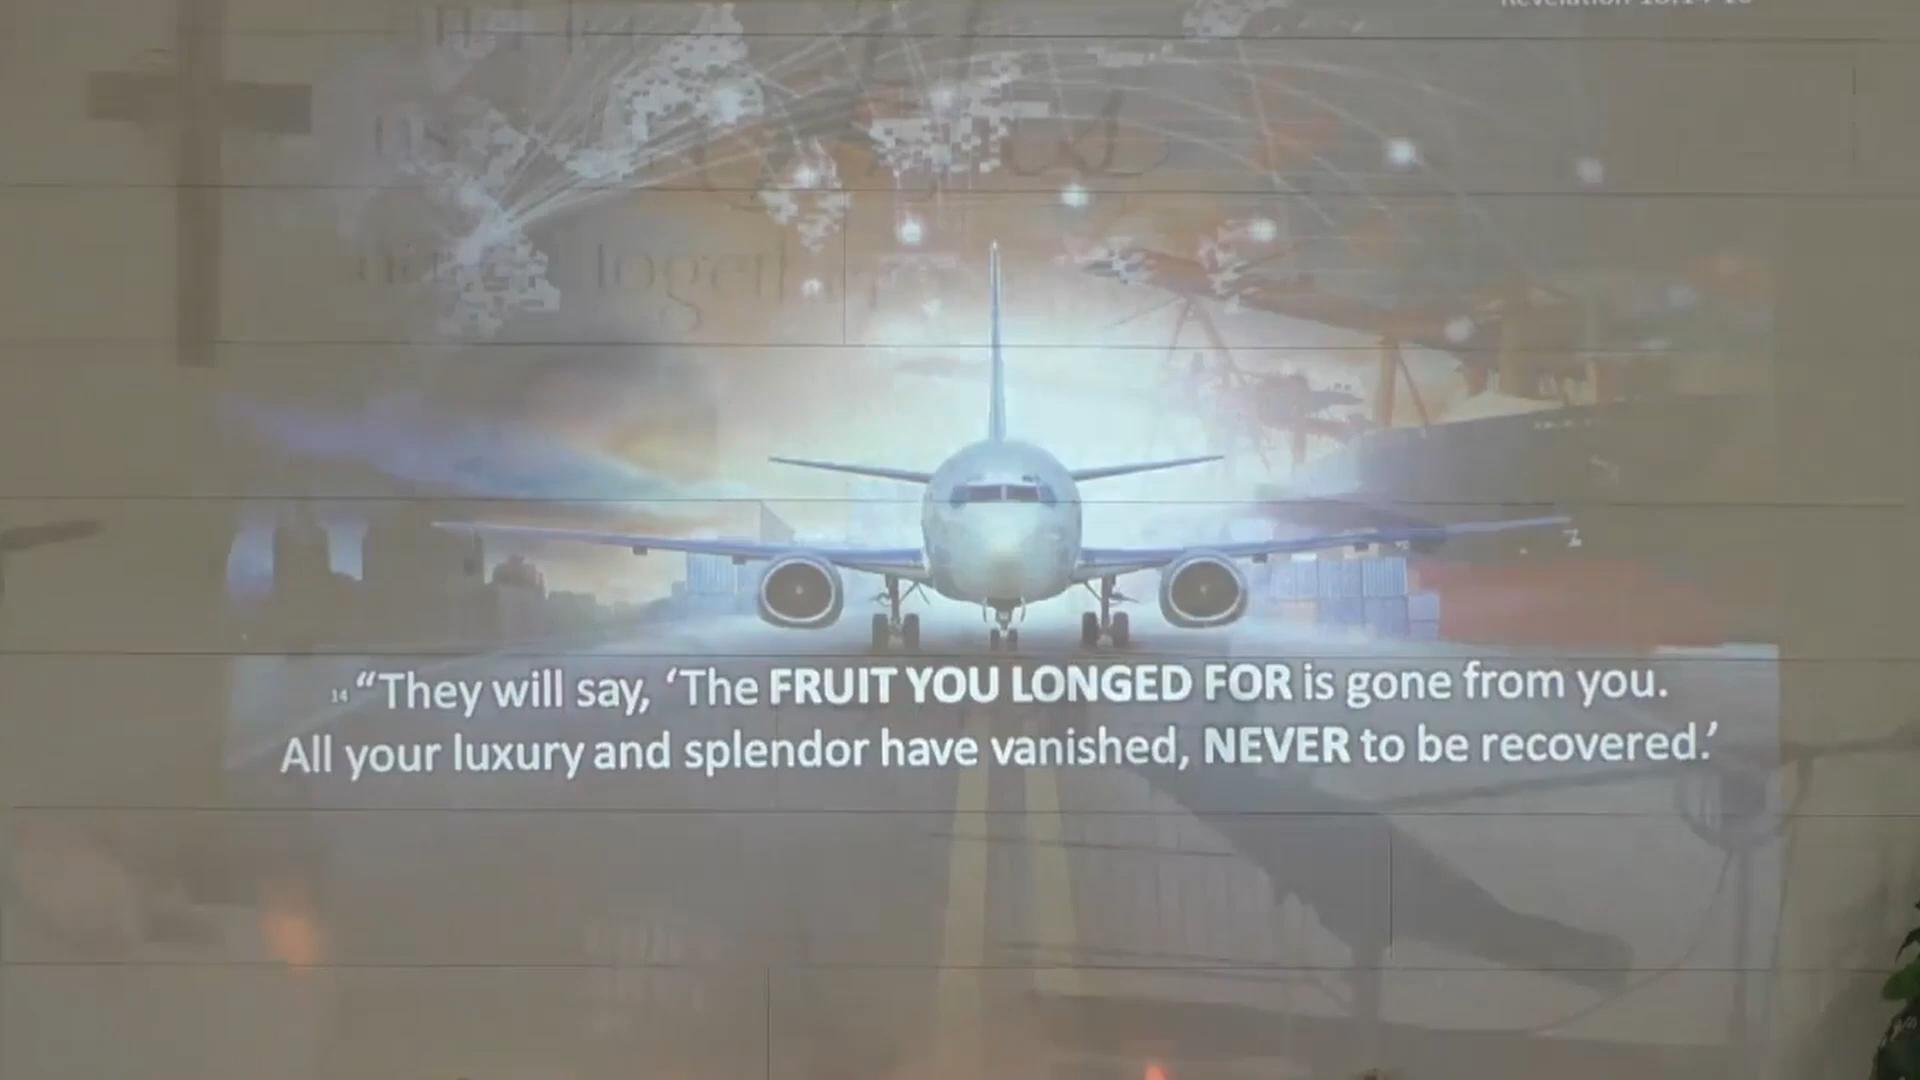 14 “They will say, ‘The FRUIT YOU LONGED FOR is gone from you.
All your luxury and splendor have vanished, NEVER to be recovered.’